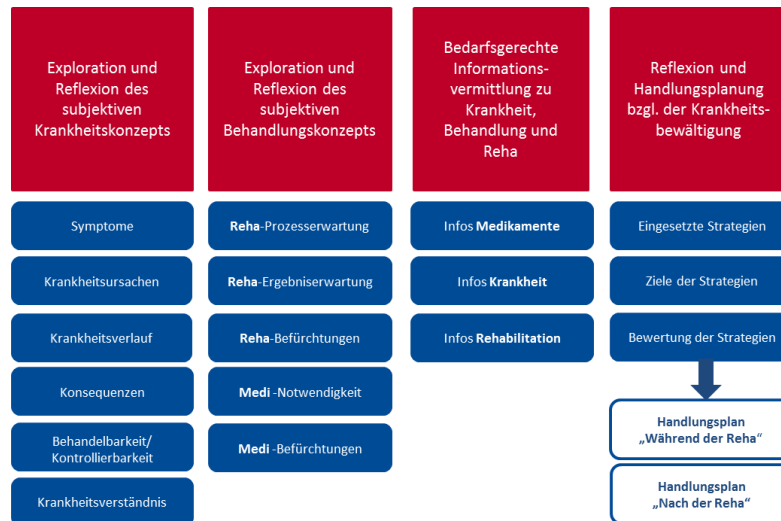 Exploration und
Reflexion des
subjektiven
Krankheitskonzepts
Symptome
Krankheitsursachen
Krankheitsverlauf
Konsequenzen
Behandelbarkeit/
Kontrollierbarkeit
Krankheitsverständnis
Exploration und
Reflexion des
subjektiven
Behandlungskonzepts
Reha-Prozesserwartung
Reha-Ergebniserwartung
Reha-Befürchtungen
Medi -Notwendigkeit
Medi -Befürchtungen
Bedarfsgerechte
Informations-
vermittlung zu
Krankheit,
Behandlung und
Reha
Infos Medikamente
Infos Krankheit
Infos Rehabilitation
Reflexion und
Handlungsplanung
bzgl. der Krankheits-
bewältigung
Eingesetzte Strategien
Ziele der Strategien
Bewertung der Strategien
Handlungsplan
„Während der Reha“
Handlungsplan
„Nach der Reha“